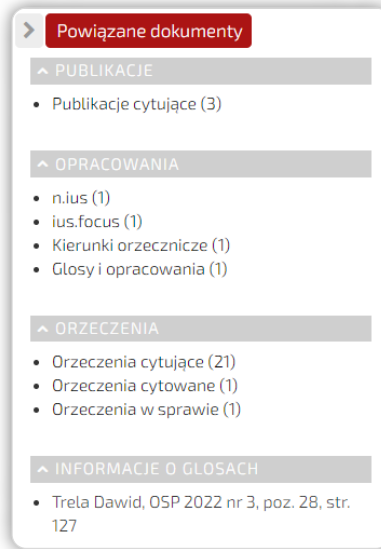 Powiązane dokumenty
PUBLIKACJE
Publikacje cytujące (3)
OPRACOWANIA
n.ius (1)
ius.focus (1)
Kierunki orzecznicze (1)
Glosy i opracowania (1)
ORZECZENIA
Orzeczenia cytujące (21)
Orzeczenia cytowane (1)
Orzeczenia w sprawie (1)
INFORMACJE O GLOSACH
Trela Dawid, OSP 2022 nr 3, poz. 28, str.
127